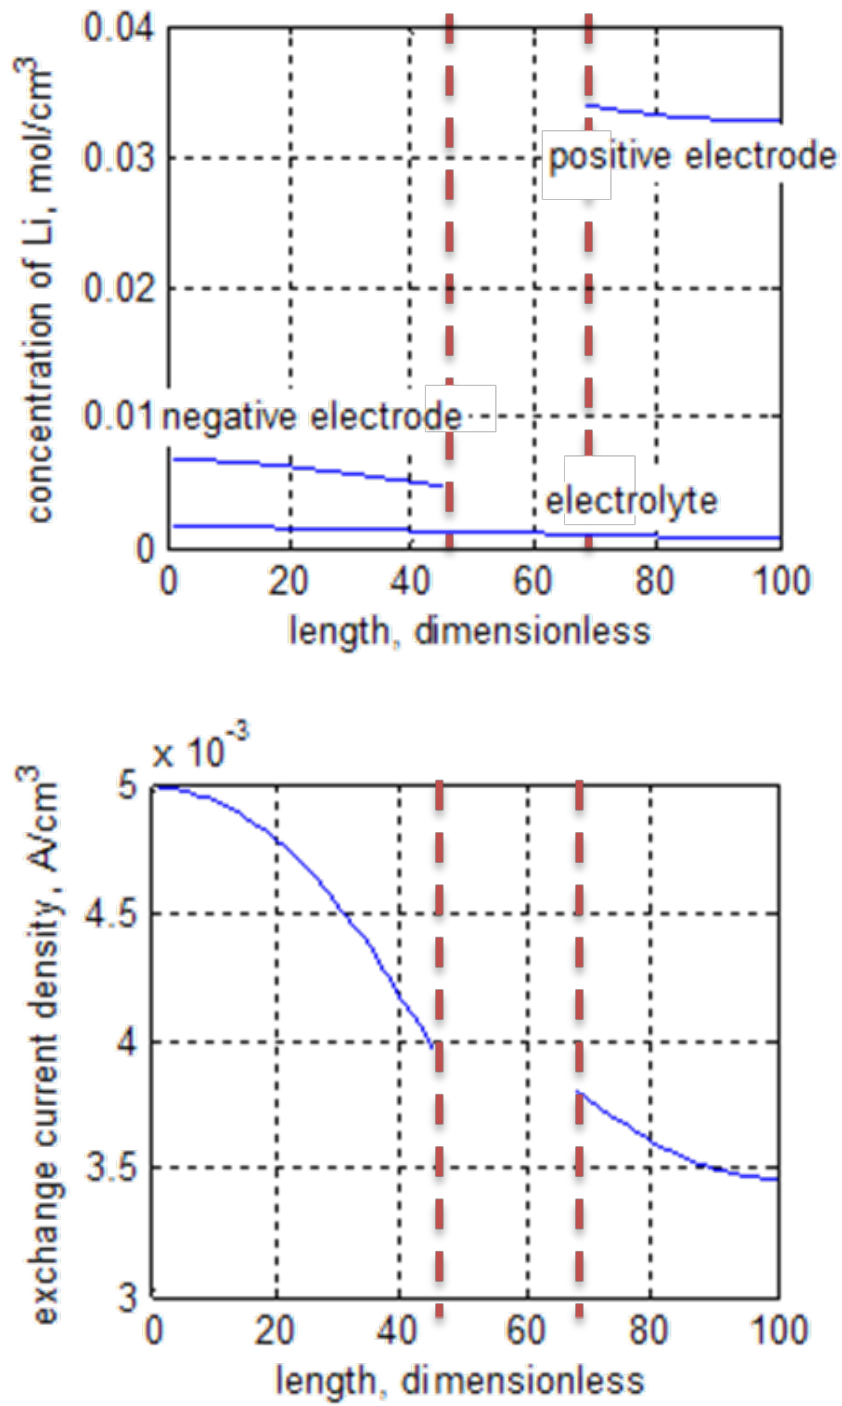 concentration of Li, mol/cm³
0.04
0.03
0.02
0.01
0
positive electrode
negative electrode
electrolyte
0 20 40 60 80 100
length, dimensionless
x 10⁻³
exchange current density, A/cm³
5
4.5
4
3.5
3
0 20 40 60 80 100
length, dimensionless